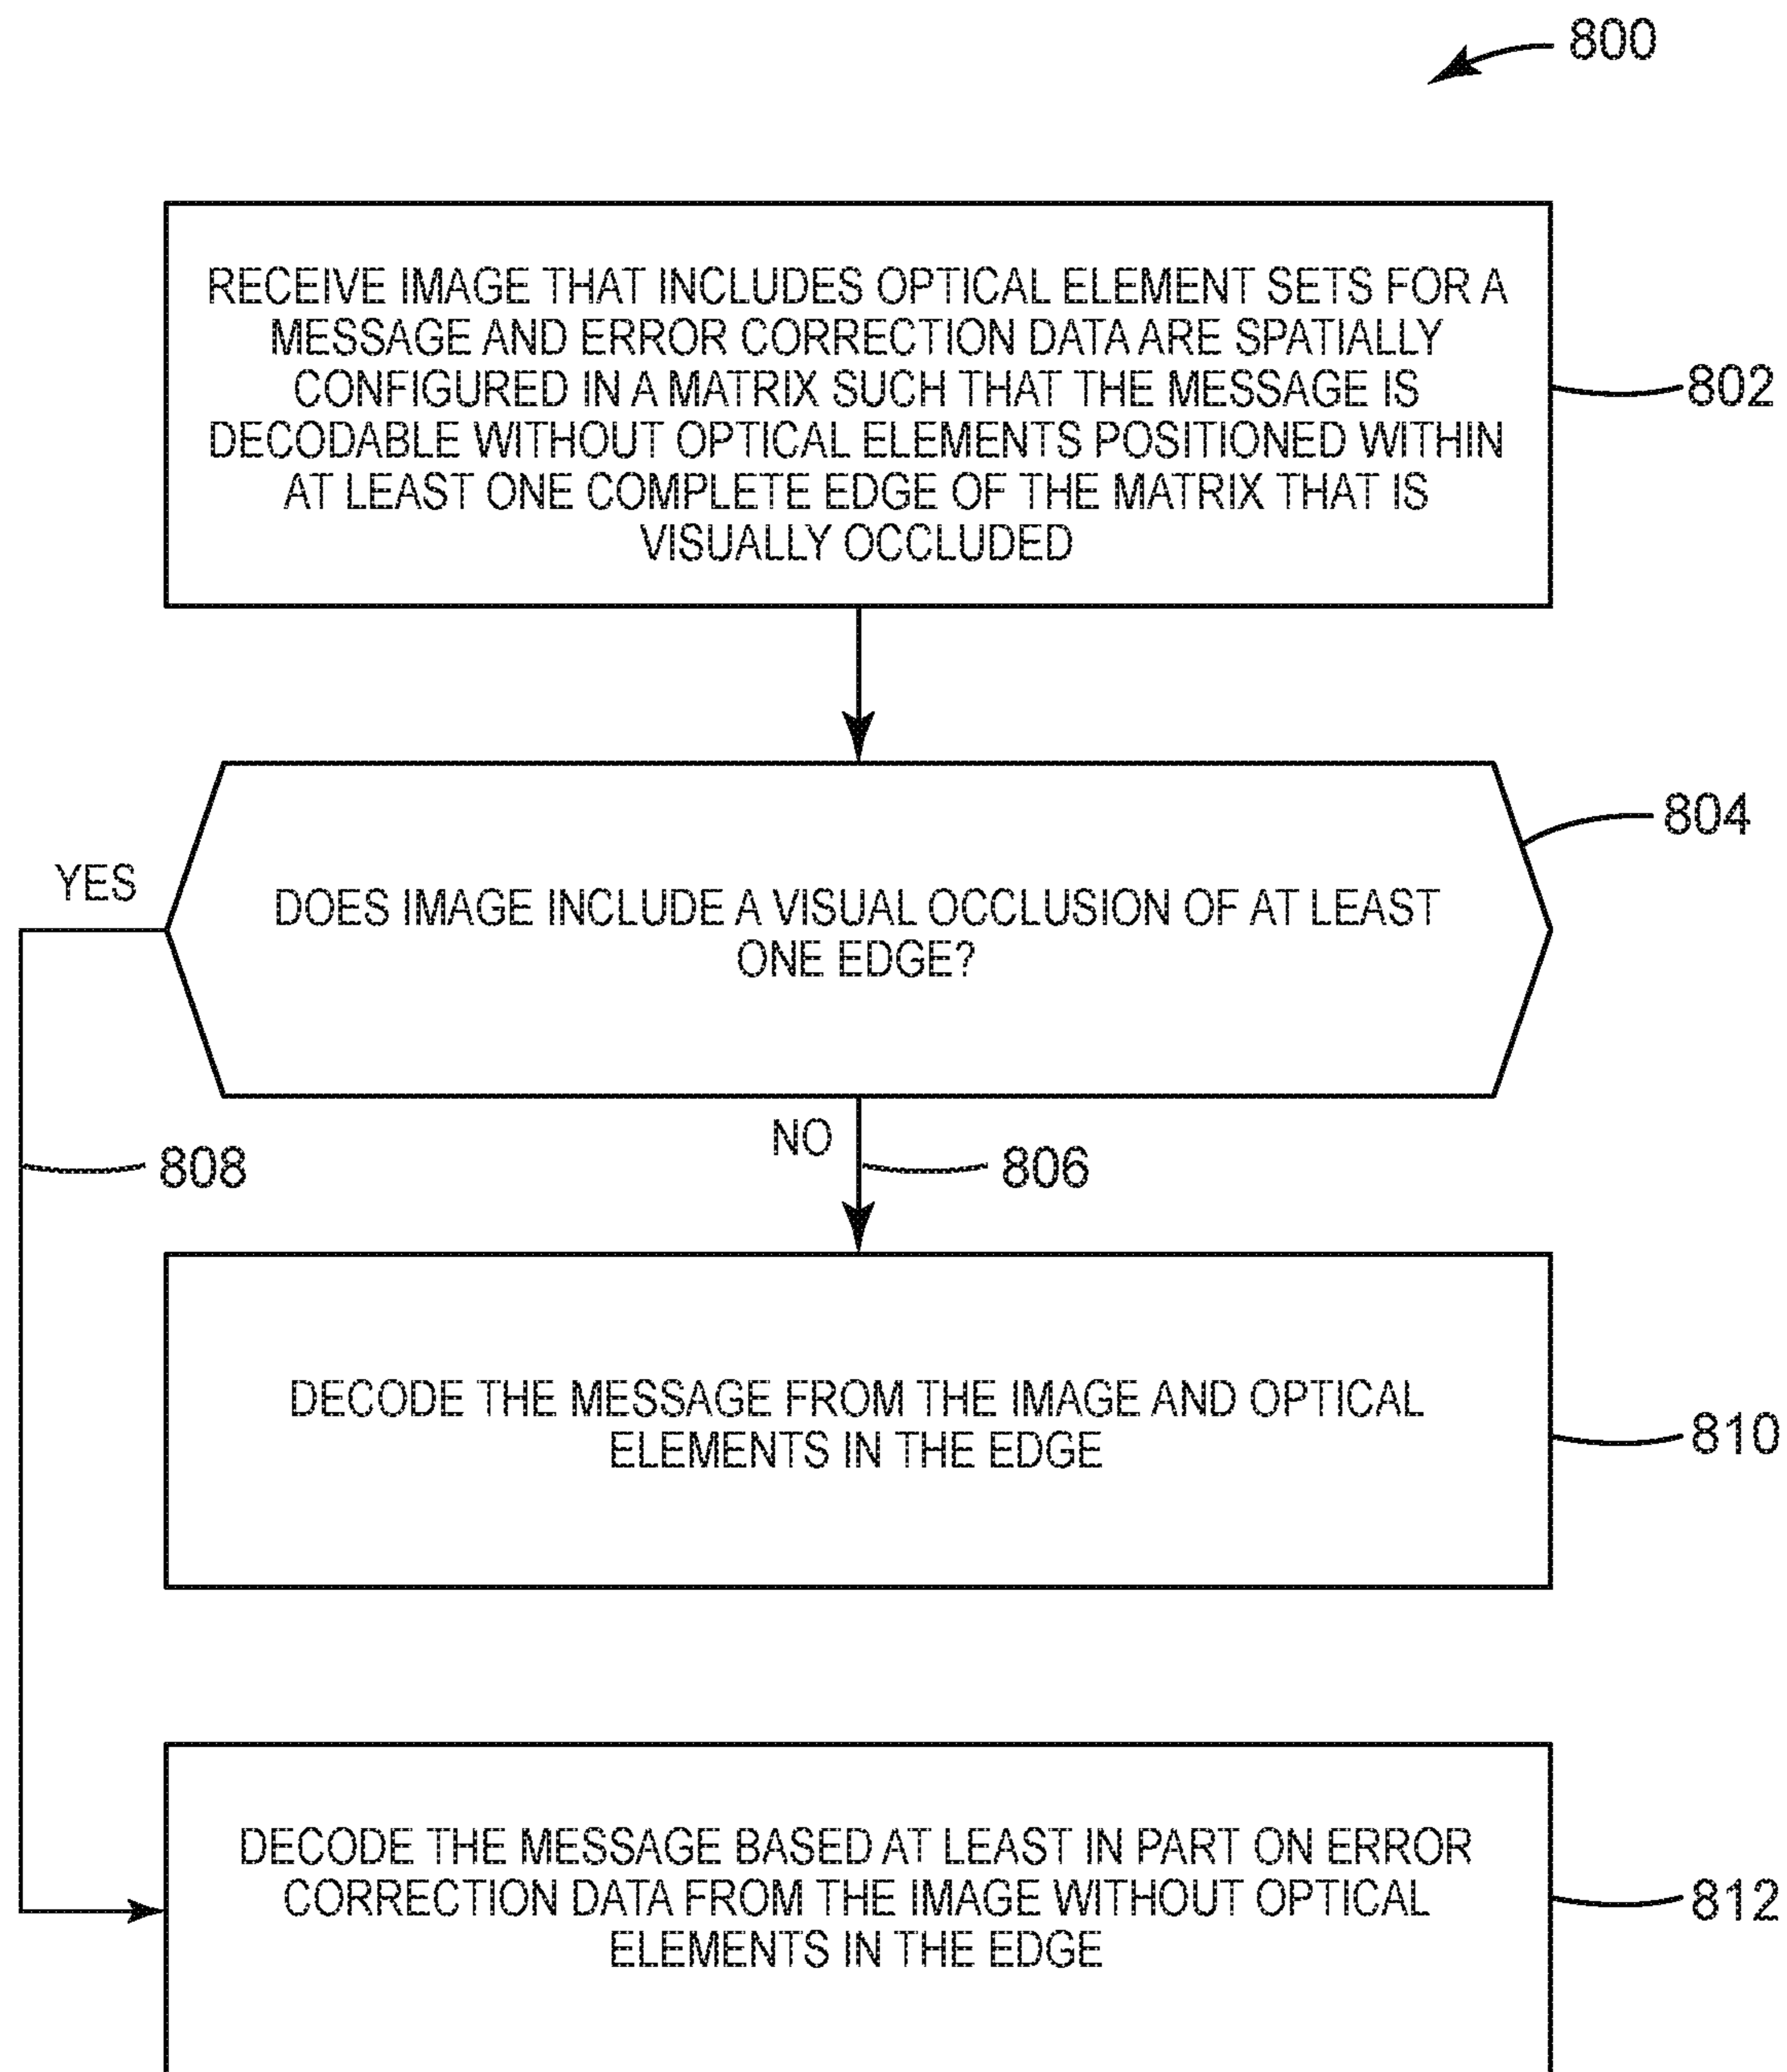 800
RECEIVE IMAGE THAT INCLUDES OPTICAL ELEMENT SETS FOR A
MESSAGE AND ERROR CORRECTION DATA ARE SPATIALLY
CONFIGURED IN A MATRIX SUCH THAT THE MESSAGE IS
DECODABLE WITHOUT OPTICAL ELEMENTS POSITIONED WITHIN
AT LEAST ONE COMPLETE EDGE OF THE MATRIX THAT IS
VISUALLY OCCLUDED
802
804
YES
DOES IMAGE INCLUDE A VISUAL OCCLUSION OF AT LEAST
ONE EDGE?
NO
808
806
DECODE THE MESSAGE FROM THE IMAGE AND OPTICAL
ELEMENTS IN THE EDGE
810
DECODE THE MESSAGE BASED AT LEAST IN PART ON ERROR
CORRECTION DATA FROM THE IMAGE WITHOUT OPTICAL
ELEMENTS IN THE EDGE
812